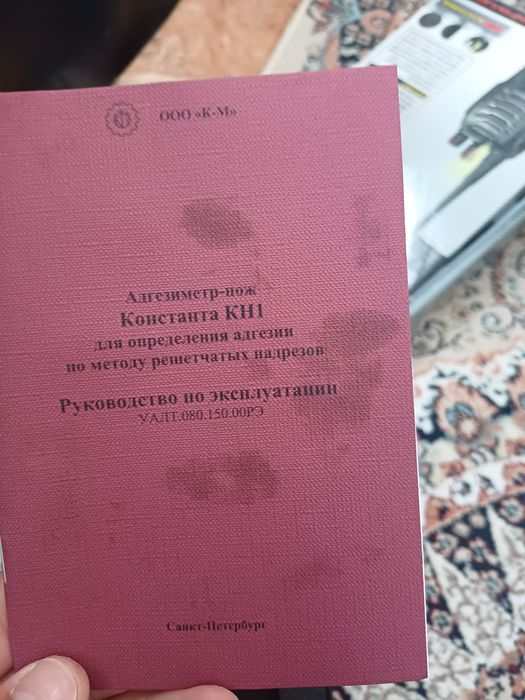 ООО «К-М»
Адгезиметр-нож
Константа КН1
для определения адгезии
по методу решетчатых надрезов
Руководство по эксплуатации
УАЛТ.080.150.00РЭ
Санкт-Петербург